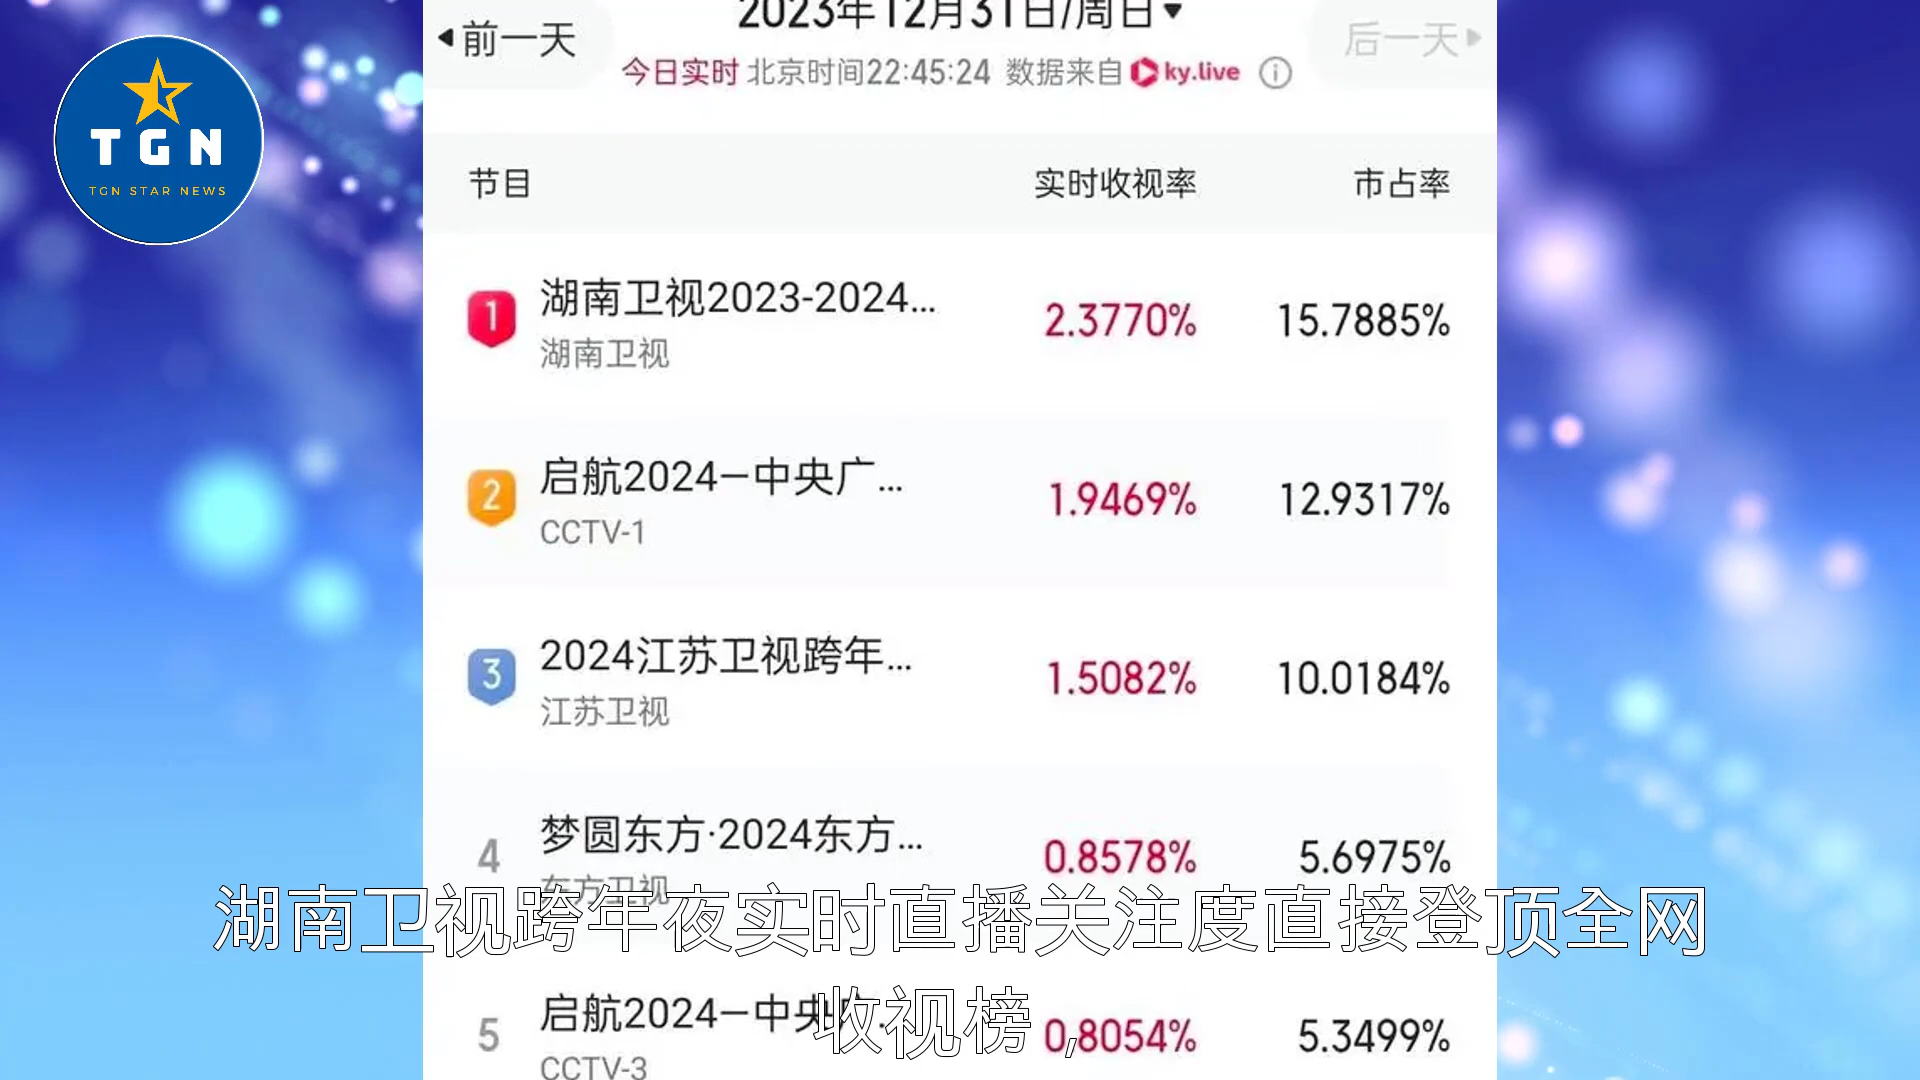 TGN
TGN STAR NEWS
前一天
2023年12月31日/周日
后一天
今日实时 北京时间22:45:24 数据来自 ky.live
节目 实时收视率 市占率
1 湖南卫视2023-2024... 2.3770% 15.7885%
湖南卫视
2 启航2024—中央广... 1.9469% 12.9317%
CCTV-1
3 2024江苏卫视跨年... 1.5082% 10.0184%
江苏卫视
4 梦圆东方·2024东方... 0.8578% 5.6975%
东方卫视
湖南卫视跨年夜实时直播关注度直接登顶全网
收视榜，
5 启航2024—中央广... 0.8054% 5.3499%
CCTV-3